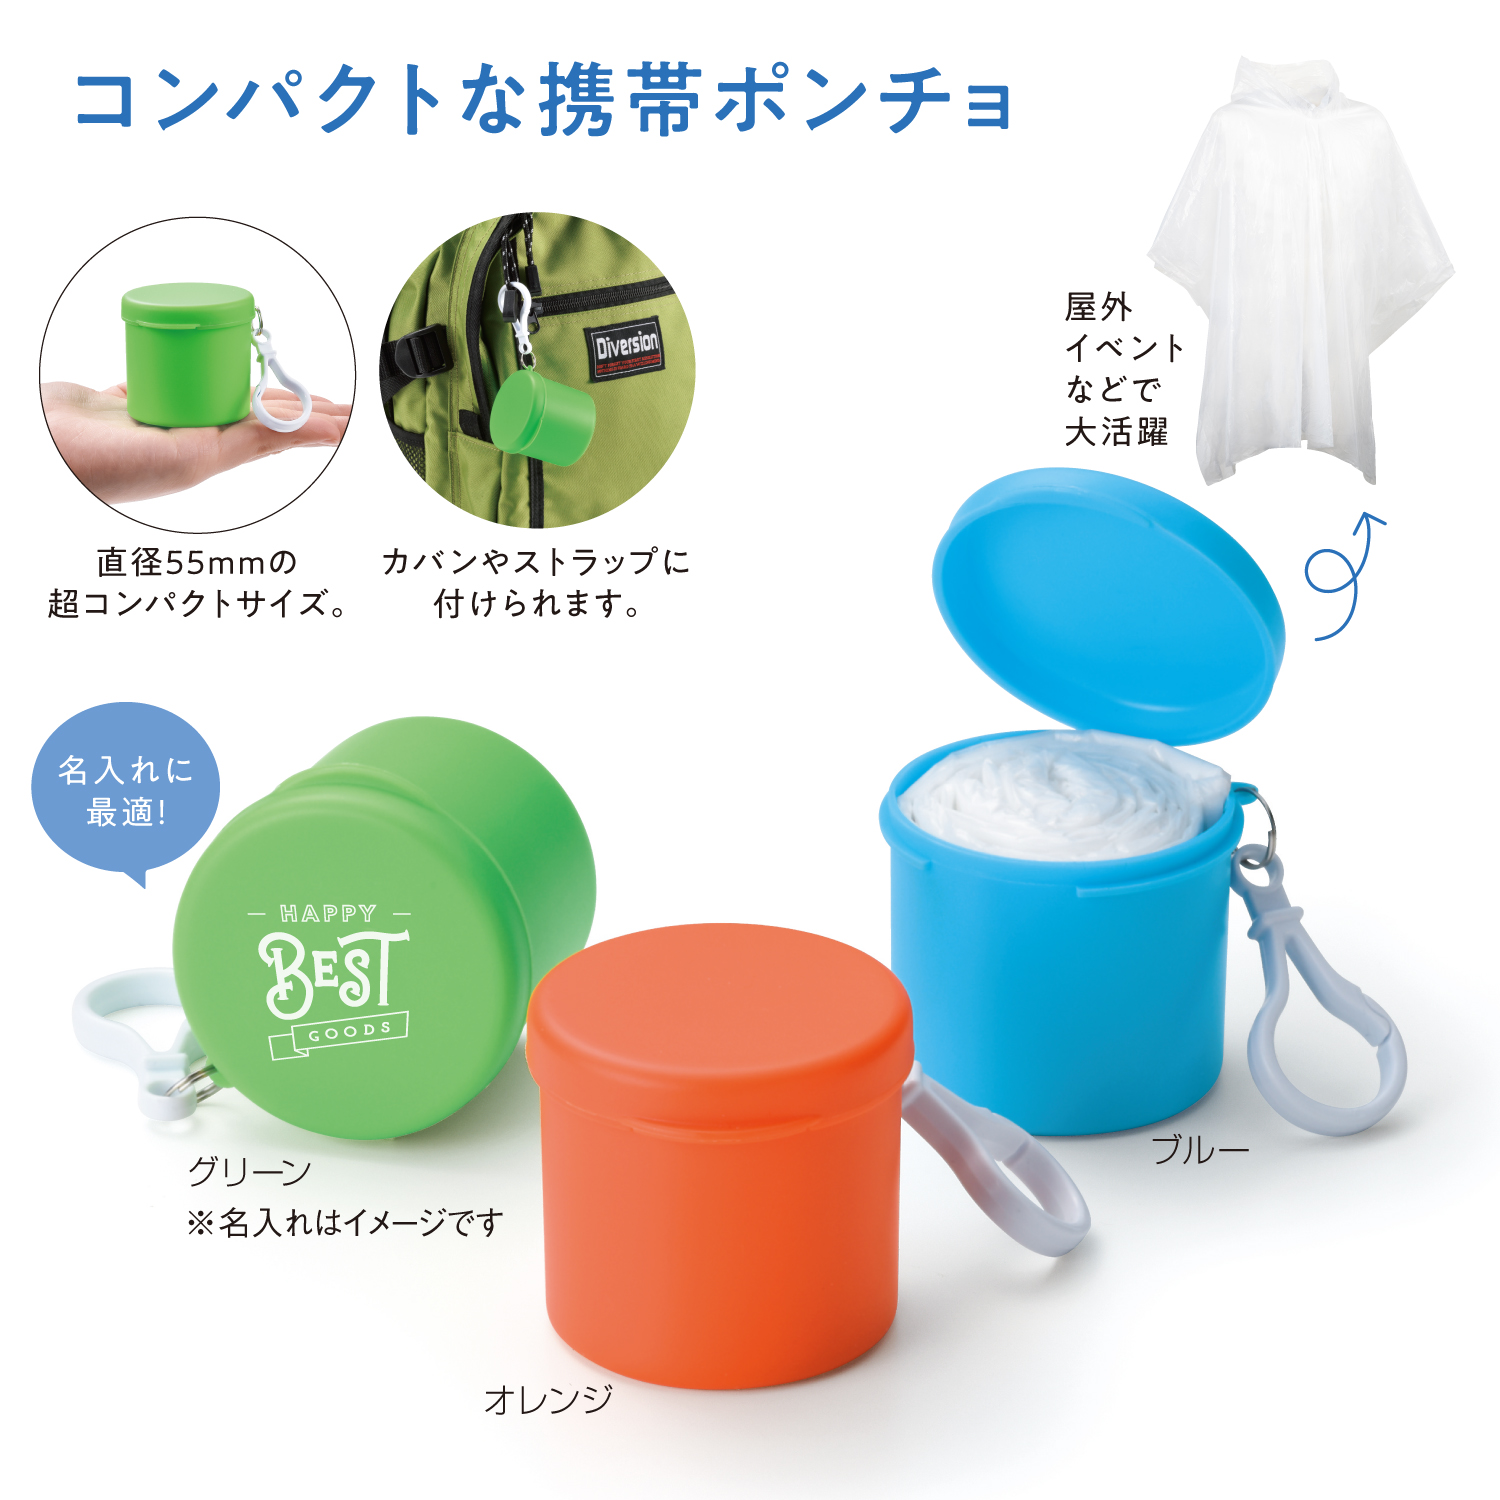 コンパクトな携帯ポンチョ
屋外
イベント
などで
大活躍
Diversion
直径55mmの
超コンパクトサイズ。
カバンやストラップに
付けられます。
名入れに
最適!
HAPPY
BEST
GOODS
グリーン
※名入れはイメージです
オレンジ
ブルー